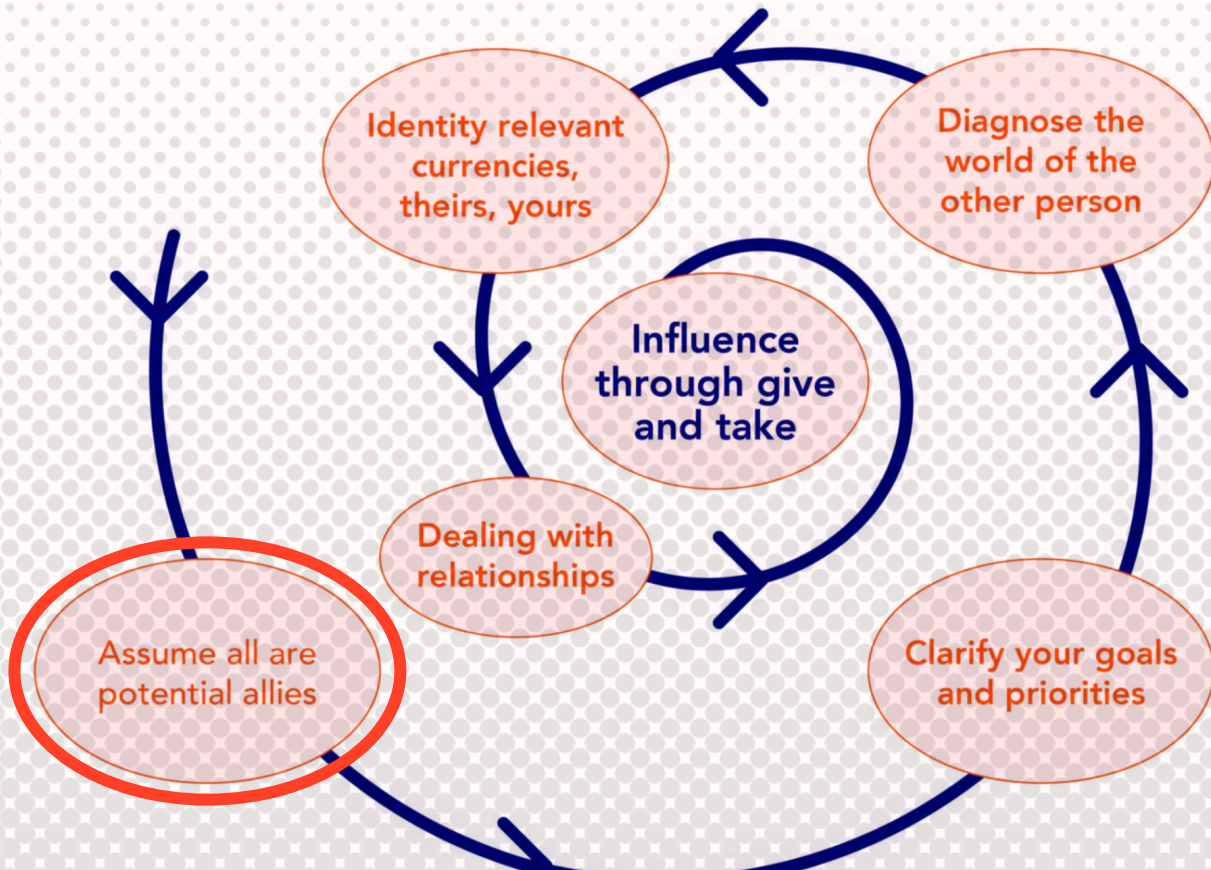 Identity relevant
currencies,
theirs, yours
Diagnose the
world of the
other person
Influence
through give
and take
Dealing with
relationships
Assume all are
potential allies
Clarify your goals
and priorities